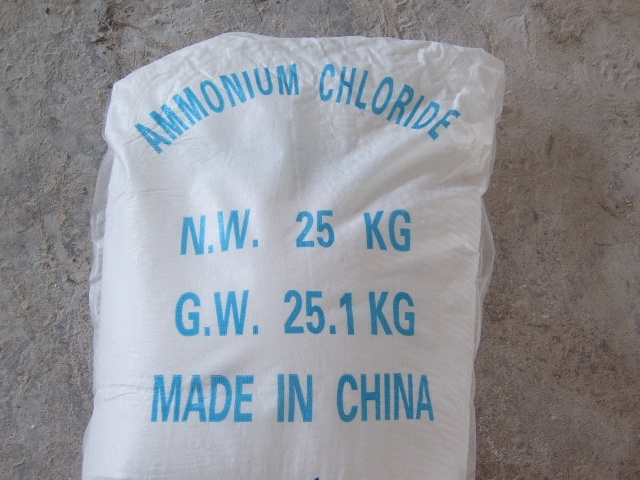 AMMONIUM CHLORIDE
N.W. 25 KG
G.W. 25.1 KG
MADE IN CHINA